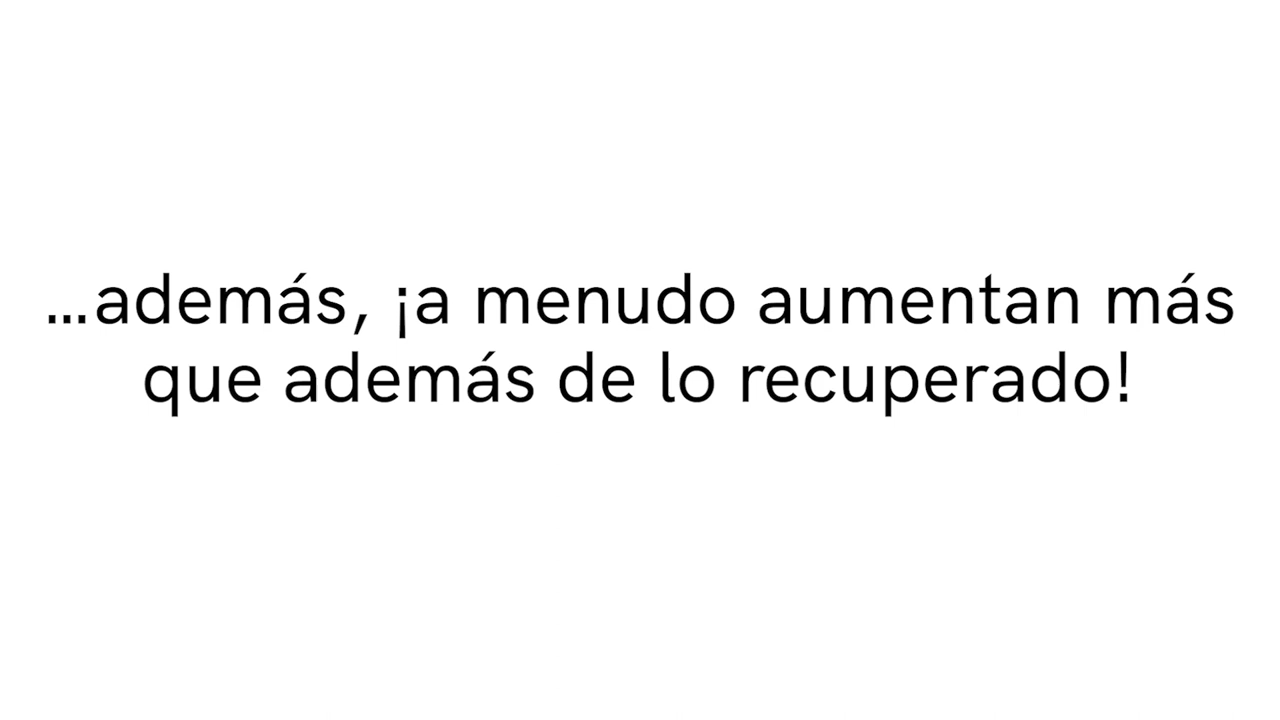 ...además, ¡a menudo aumentan más
que además de lo recuperado!